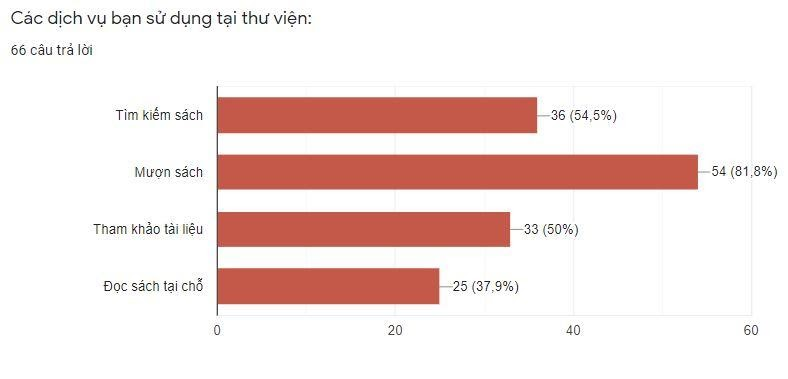 Các dịch vụ bạn sử dụng tại thư viện:
66 câu trả lời
Tìm kiếm sách
36 (54,5%)
Mượn sách
54 (81,8%)
Tham khảo tài liệu
33 (50%)
Đọc sách tại chỗ
25 (37,9%)
0
20
40
60